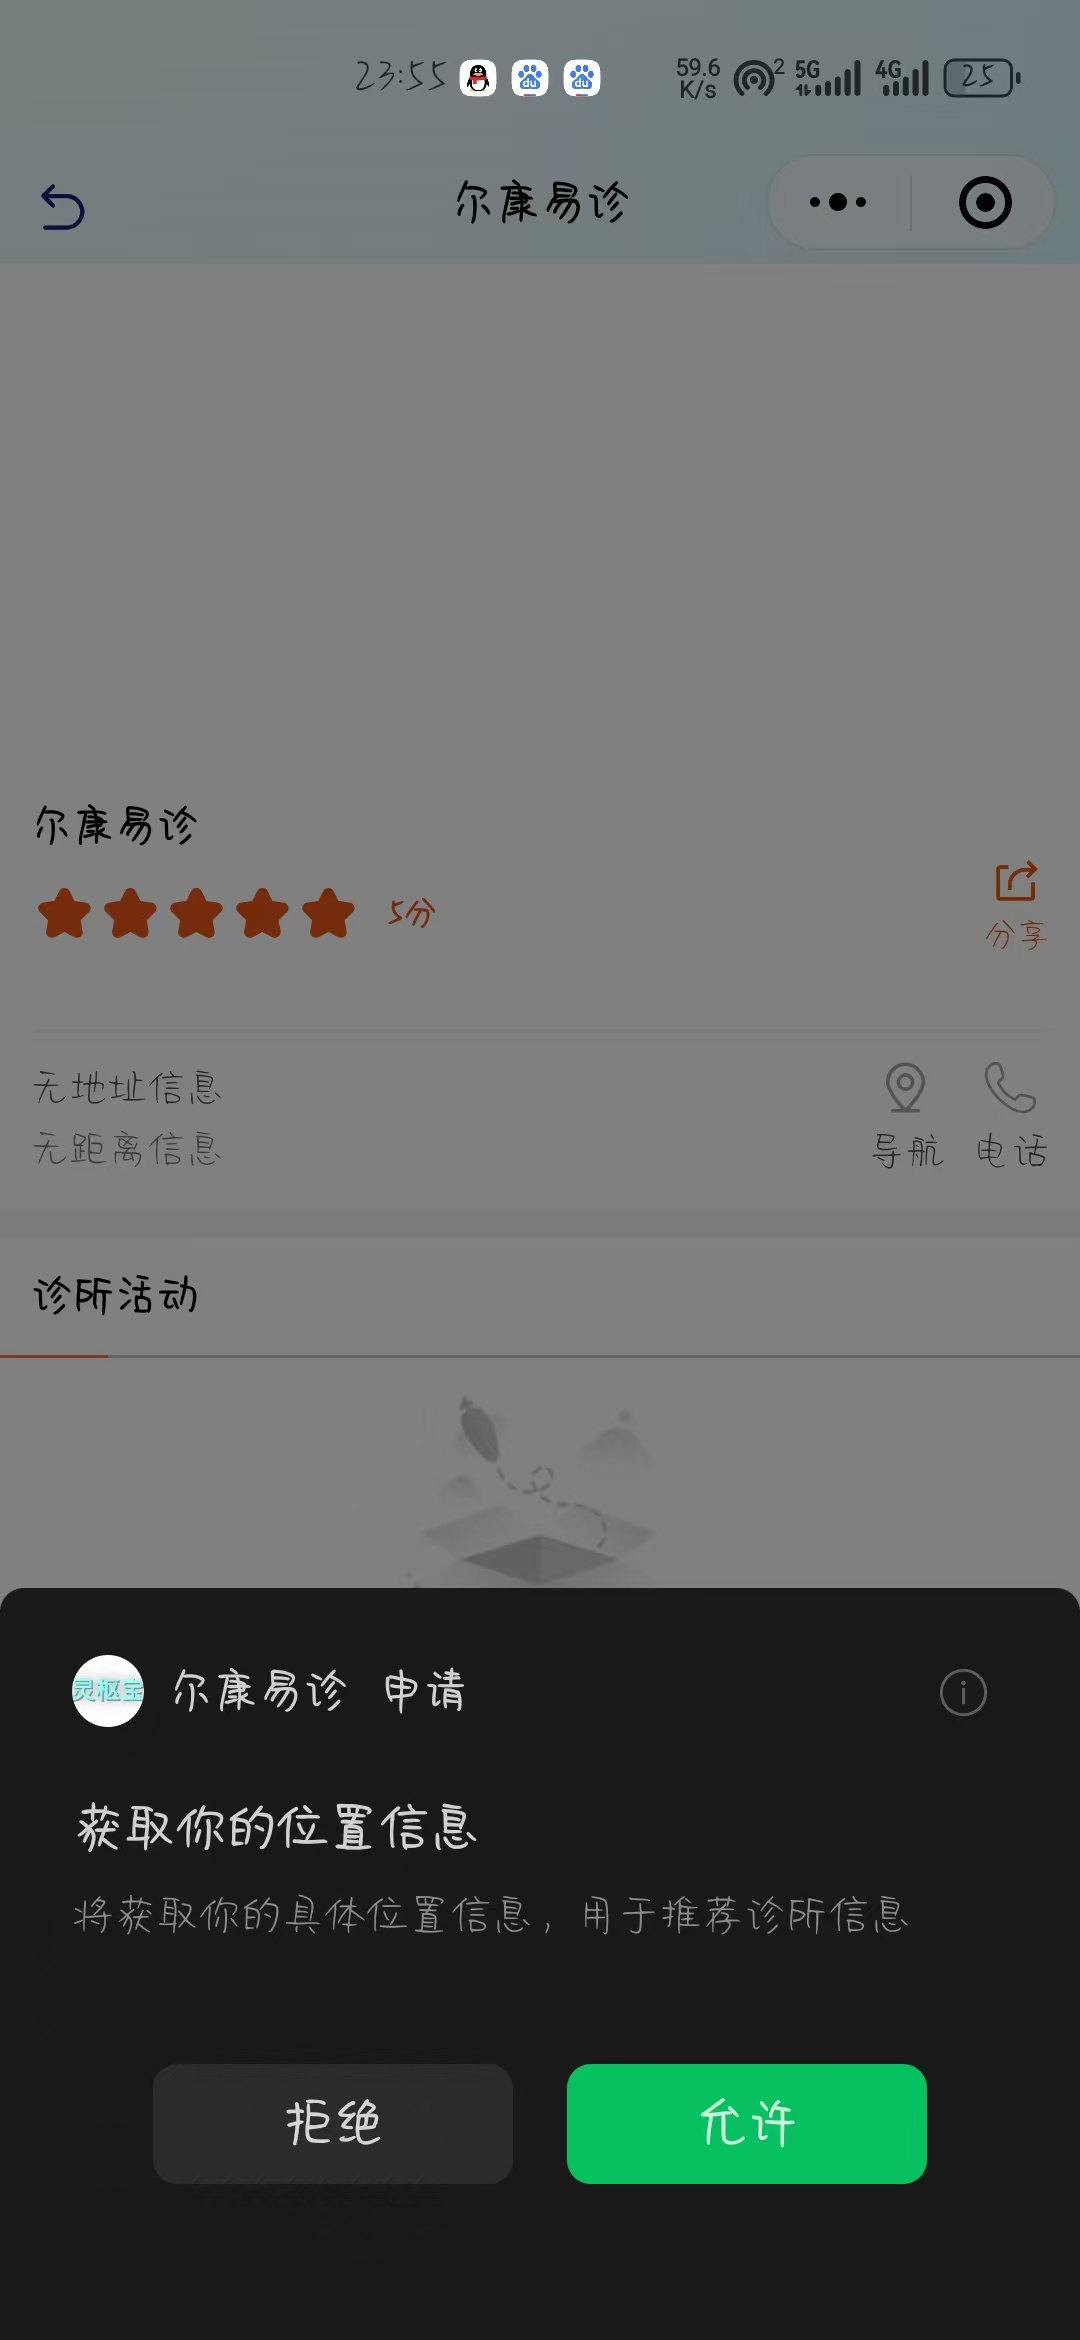 23:55
59.6 K/s
2
5G
4G
25
尔康易诊
尔康易诊
5分
分享
无地址信息
无距离信息
导航
电话
诊所活动
灵枢宝
尔康易诊 申请
获取你的位置信息
将获取你的具体位置信息，用于推荐诊所信息
拒绝
允许